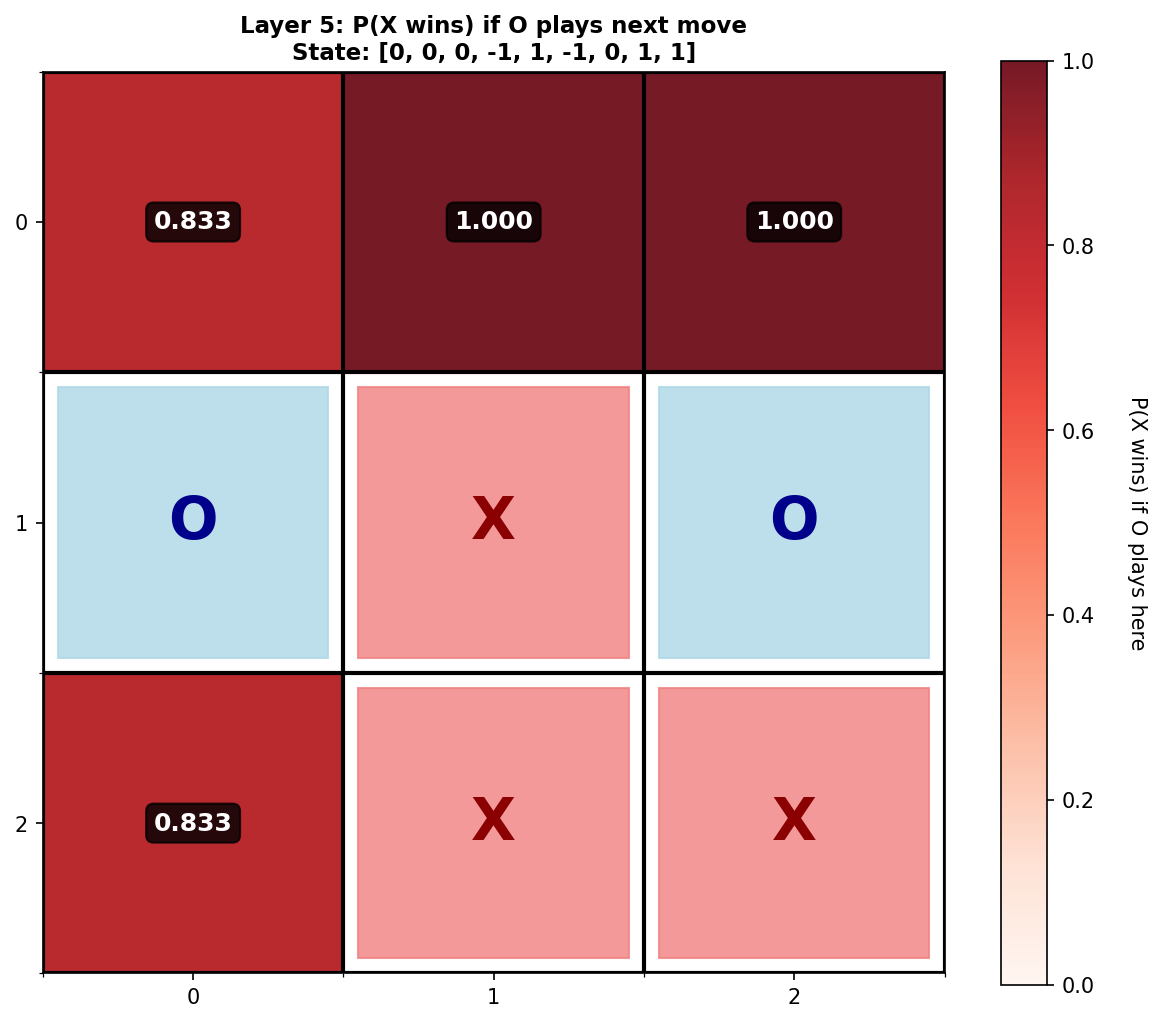 Layer 5: P(X wins) if O plays next move
State: [0, 0, 0, -1, 1, -1, 0, 1, 1]
0.833 1.000 1.000
O X O
0.833 X X
0
1
2
0 1 2
1.0
0.8
0.6
0.4
0.2
0.0
P(X wins) if O plays here